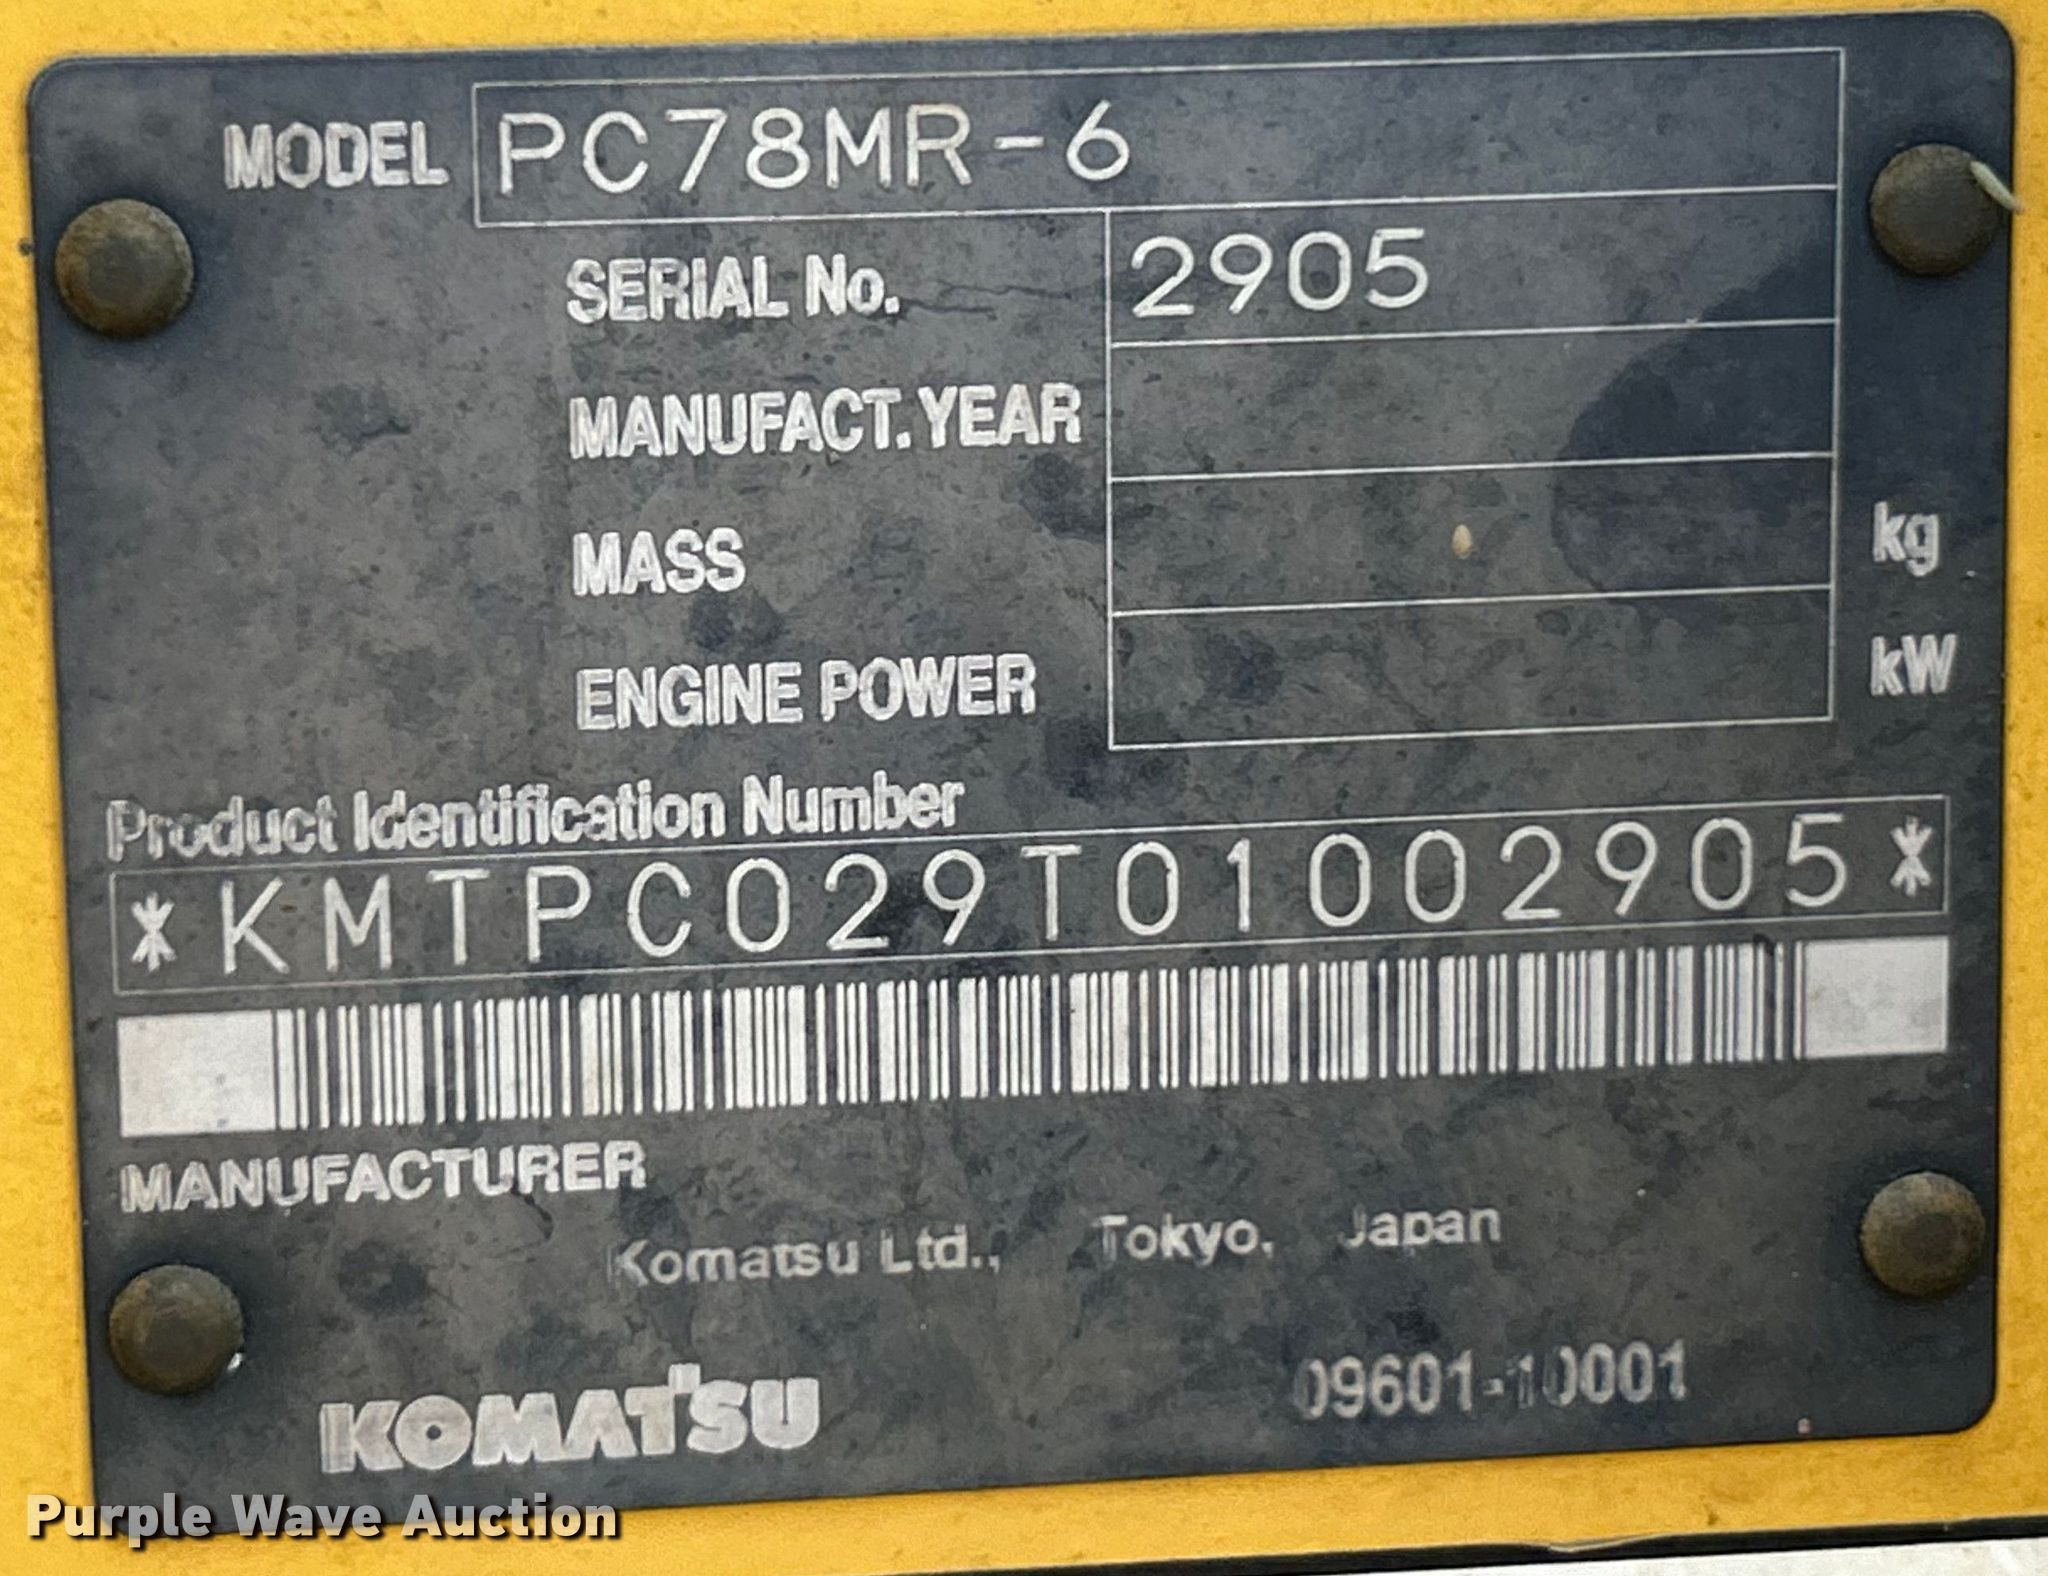 MODEL PC78MR-6
SERIAL No. 2905
MANUFACT. YEAR
MASS kg
ENGINE POWER kW
Product Identification Number
*KMTPC029T01002905*
MANUFACTURER
Komatsu Ltd., Tokyo, Japan
KOMATSU 09601-10001
Purple Wave Auction